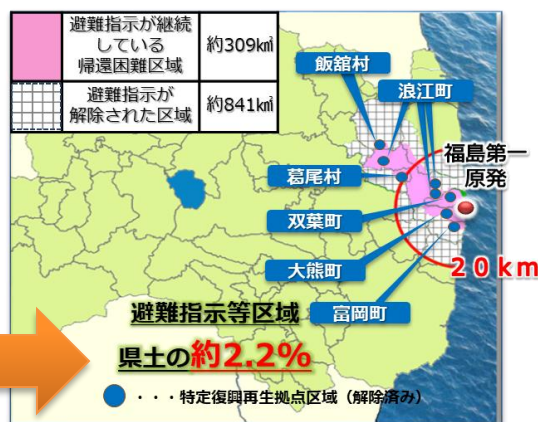 避難指示が継続
している
帰還困難区域
約309㎢
避難指示が
解除された区域
約841㎢
飯舘村
浪江町
福島第一
原発
葛尾村
双葉町
大熊町
20km
富岡町
避難指示等区域
県土の約2.2%
・・・特定復興再生拠点区域（解除済み）